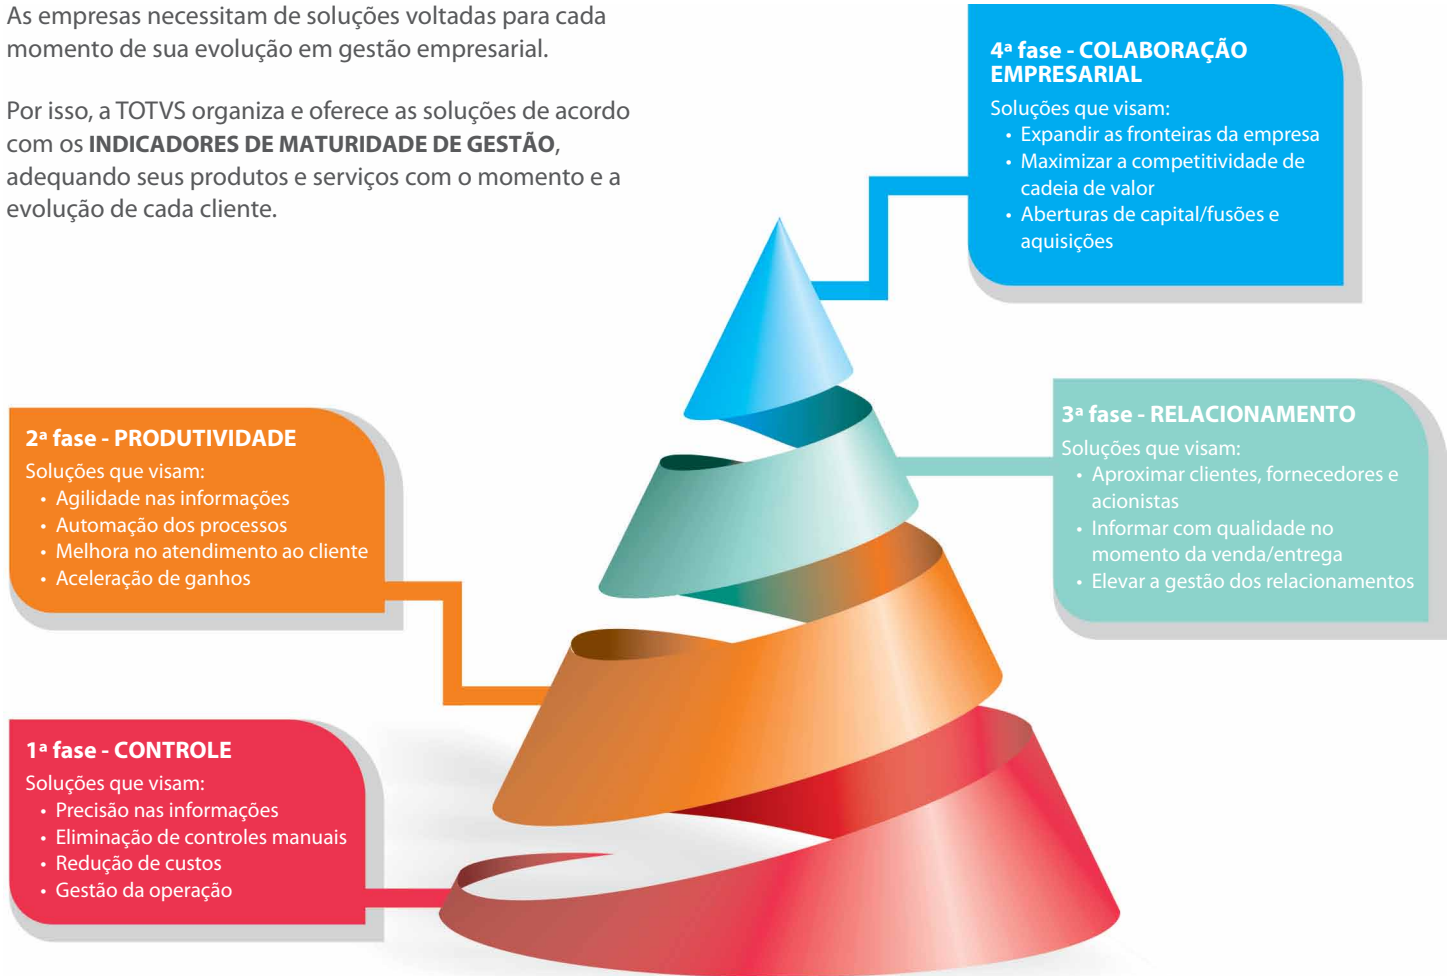 As empresas necessitam de soluções voltadas para cada
momento de sua evolução em gestão empresarial.
Por isso, a TOTVS organiza e oferece as soluções de acordo
com os INDICADORES DE MATURIDADE DE GESTÃO,
adequando seus produtos e serviços com o momento e a
evolução de cada cliente.
4ª fase - COLABORAÇÃO
EMPRESARIAL
Soluções que visam:
• Expandir as fronteiras da empresa
• Maximizar a competitividade de
cadeia de valor
• Aberturas de capital/fusões e
aquisições
3ª fase - RELACIONAMENTO
Soluções que visam:
• Aproximar clientes, fornecedores e
acionistas
• Informar com qualidade no
momento da venda/entrega
• Elevar a gestão dos relacionamentos
2ª fase - PRODUTIVIDADE
Soluções que visam:
• Agilidade nas informações
• Automação dos processos
• Melhora no atendimento ao cliente
• Aceleração de ganhos
1ª fase - CONTROLE
Soluções que visam:
• Precisão nas informações
• Eliminação de controles manuais
• Redução de custos
• Gestão da operação